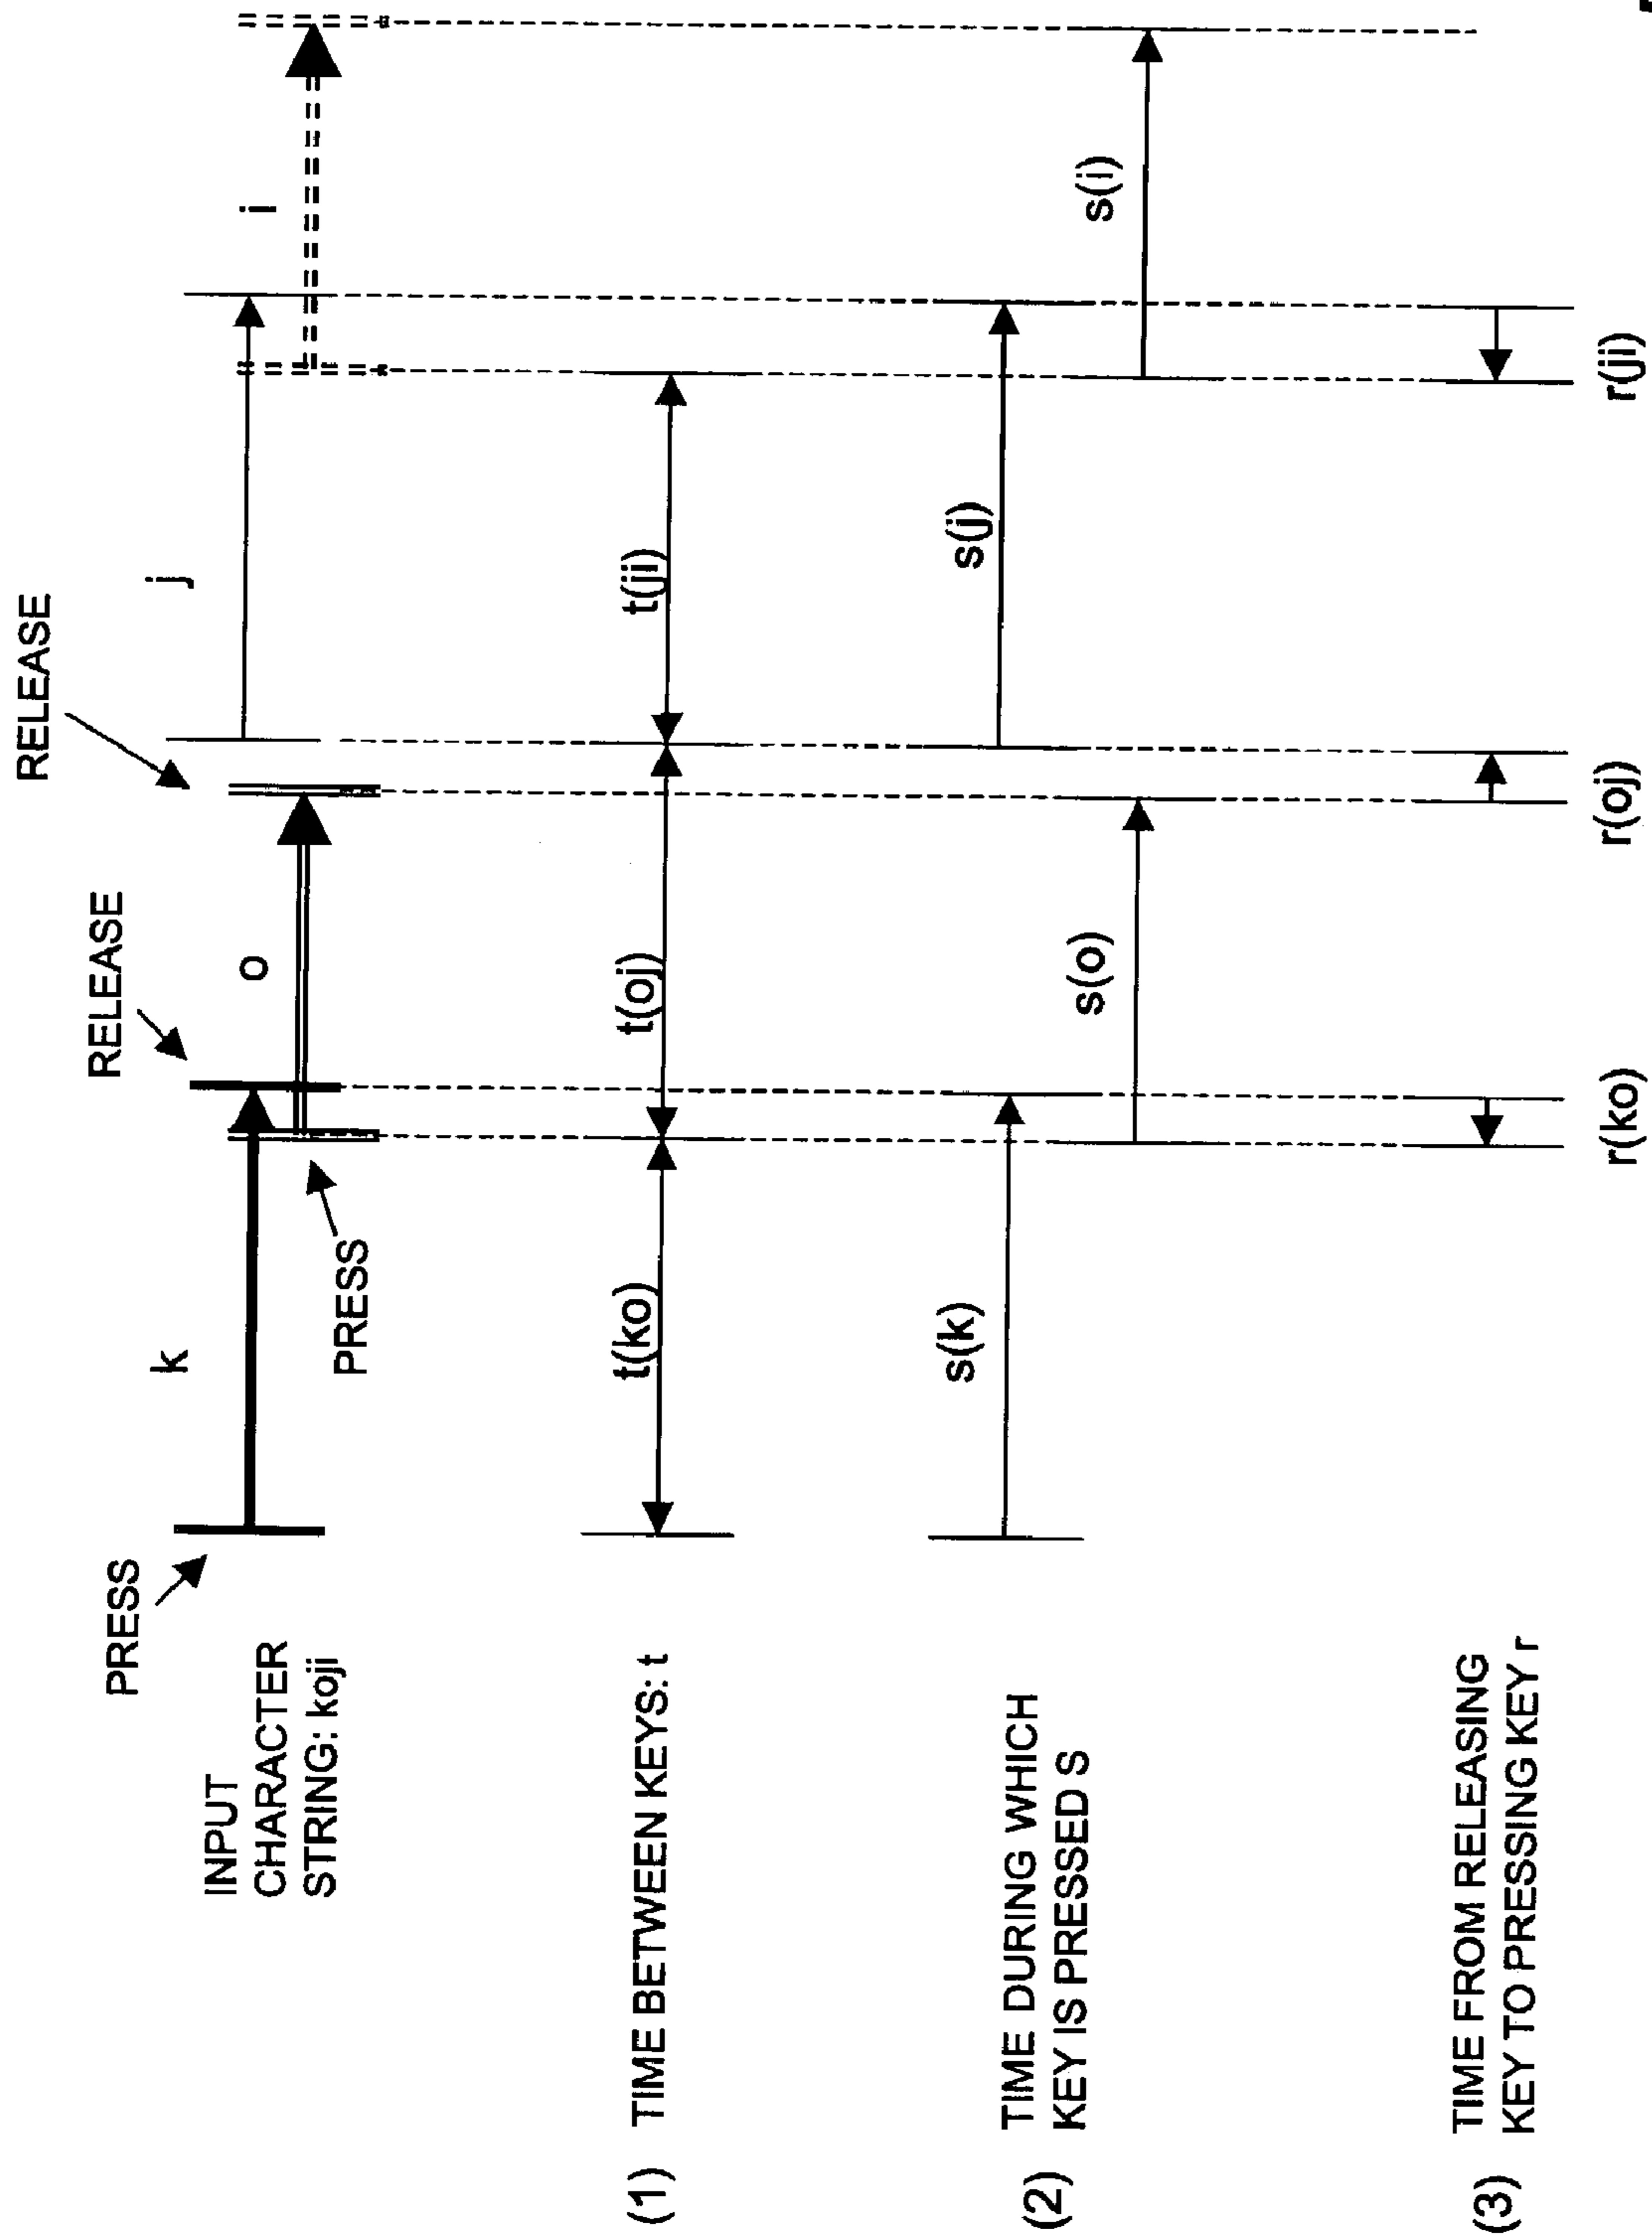 RELEASE
RELEASE
PRESS
k
o
j
i
INPUT
CHARACTER
STRING: koji
PRESS
(1) TIME BETWEEN KEYS: t
t(ko)
t(oj)
t(ji)
(2) TIME DURING WHICH
KEY IS PRESSED S
s(k)
s(j)
s(o)
s(i)
(3) TIME FROM RELEASING
KEY TO PRESSING KEY r
r(ko)
r(oj)
r(ji)